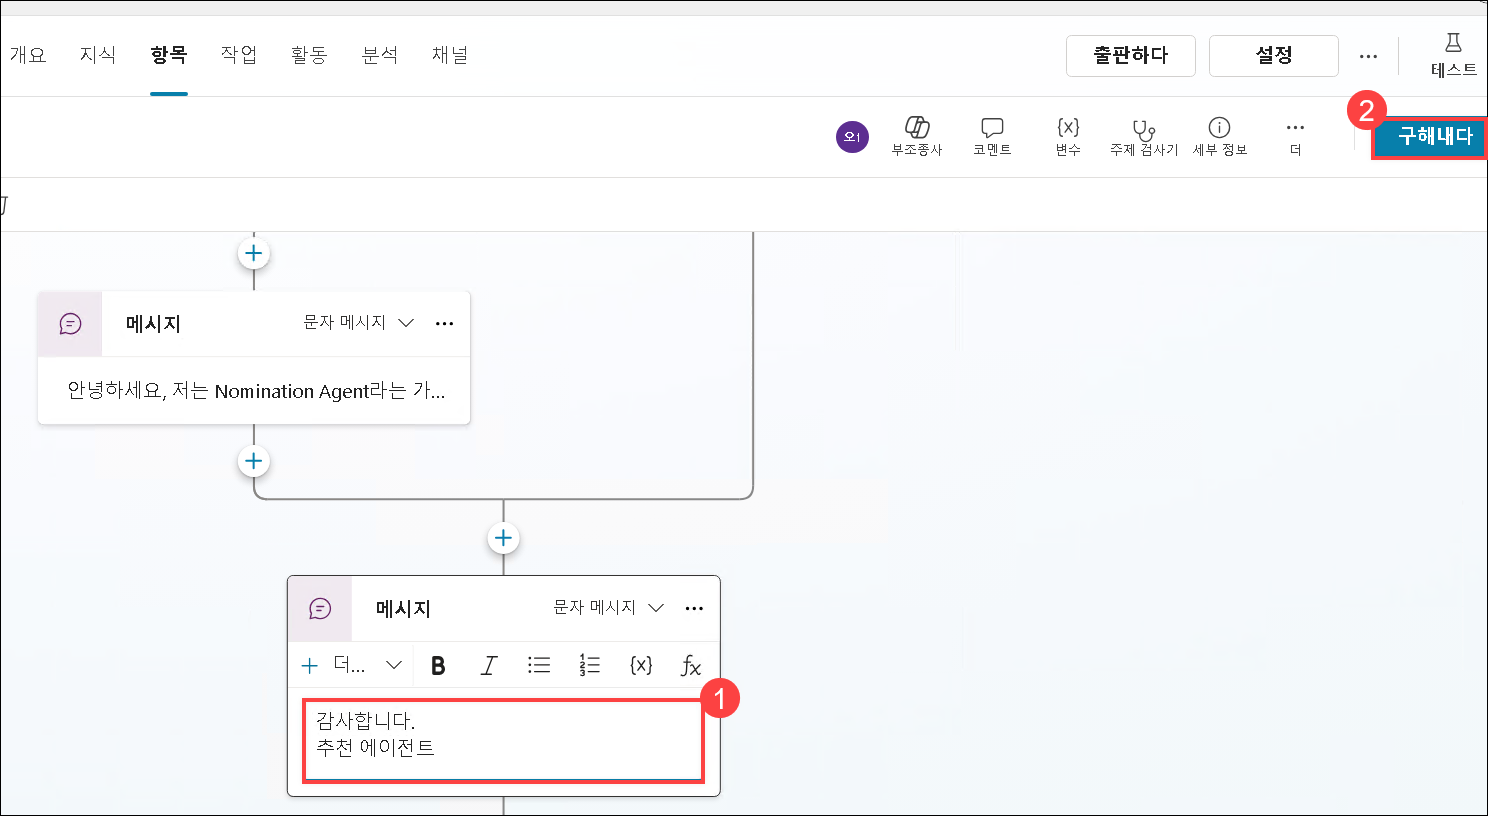 개요 지식 항목 작업 활동 분석 채널 출판하다 설정 ... 테스트
2
오1 부조종사 코멘트 {x} 변수 주제 검사기 세부 정보 ... 더 구해내다
메시지 문자 메시지 ...
안녕하세요, 저는 Nomination Agent라는 가...
메시지 문자 메시지 ...
+ 더... B I {x} fx
1
감사합니다.
추천 에이전트